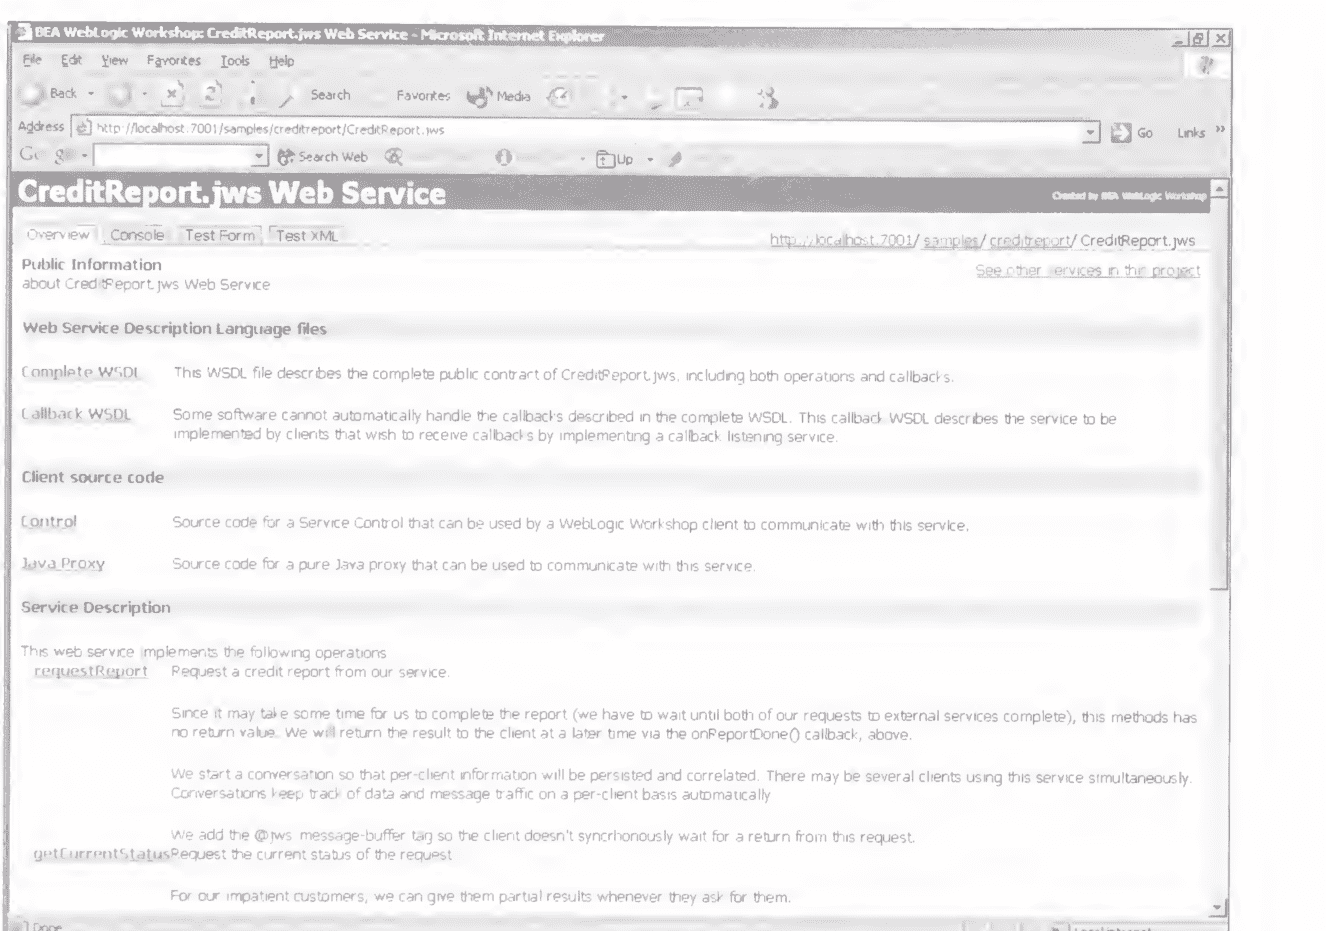 BEA WebLogic Workshop: CreditReport.jws Web Service - Microsoft Internet Explorer
File Edit View Favorites Tools Help
Back Search Favorites Media
Address http://localhost:7001/samples/creditreport/CreditReport.jws Go Links »
Search Web Up
CreditReport.jws Web Service Created by BEA WebLogic Workshop
Overview Console Test Form Test XML http://localhost:7001/ samples/ creditreport/ CreditReport.jws
Public Information See other services in this project
about CreditReport.jws Web Service
Web Service Description Language files
Complete WSDL This WSDL file describes the complete public contract of CreditReport.jws, including both operations and callbacks.
Callback WSDL Some software cannot automatically handle the callbacks described in the complete WSDL. This callback WSDL describes the service to be
implemented by clients that wish to receive callbacks by implementing a callback listening service.
Client source code
Control Source code for a Service Control that can be used by a WebLogic Workshop client to communicate with this service.
Java Proxy Source code for a pure Java proxy that can be used to communicate with this service.
Service Description
This web service implements the following operations
requestReport Request a credit report from our service.
Since it may take some time for us to complete the report (we have to wait until both of our requests to external services complete), this methods has
no return value. We will return the result to the client at a later time via the onReportDone() callback, above.
We start a conversation so that per-client information will be persisted and correlated. There may be several clients using this service simultaneously.
Conversations keep track of data and message traffic on a per-client basis automatically
We add the @jws message-buffer tag so the client doesn't syncrhonously wait for a return from this request.
getCurrentStatus Request the current status of the request
For our impatient customers, we can give them partial results whenever they ask for them.
Done